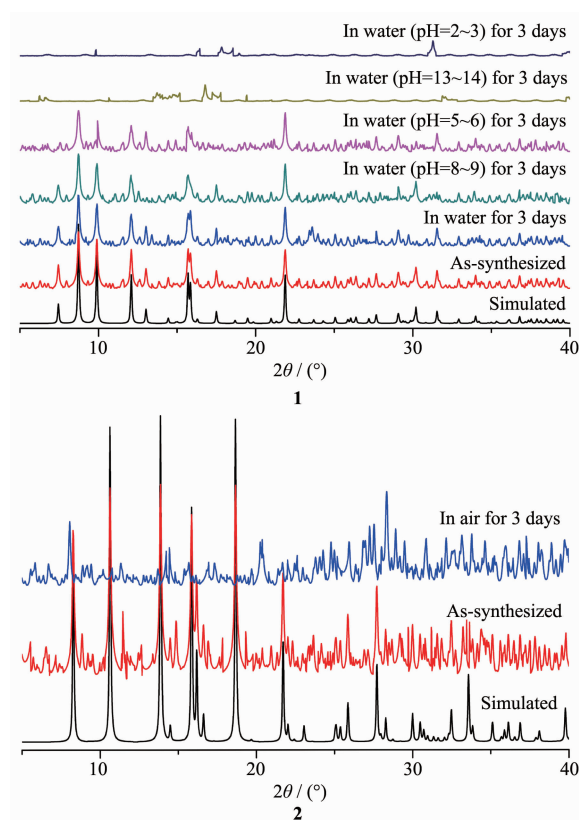 In water (pH=2~3) for 3 days
In water (pH=13~14) for 3 days
In water (pH=5~6) for 3 days
In water (pH=8~9) for 3 days
In water for 3 days
As-synthesized
Simulated
10 20 30 40
2θ / (°)
1
In air for 3 days
As-synthesized
Simulated
10 20 30 40
2θ / (°)
2